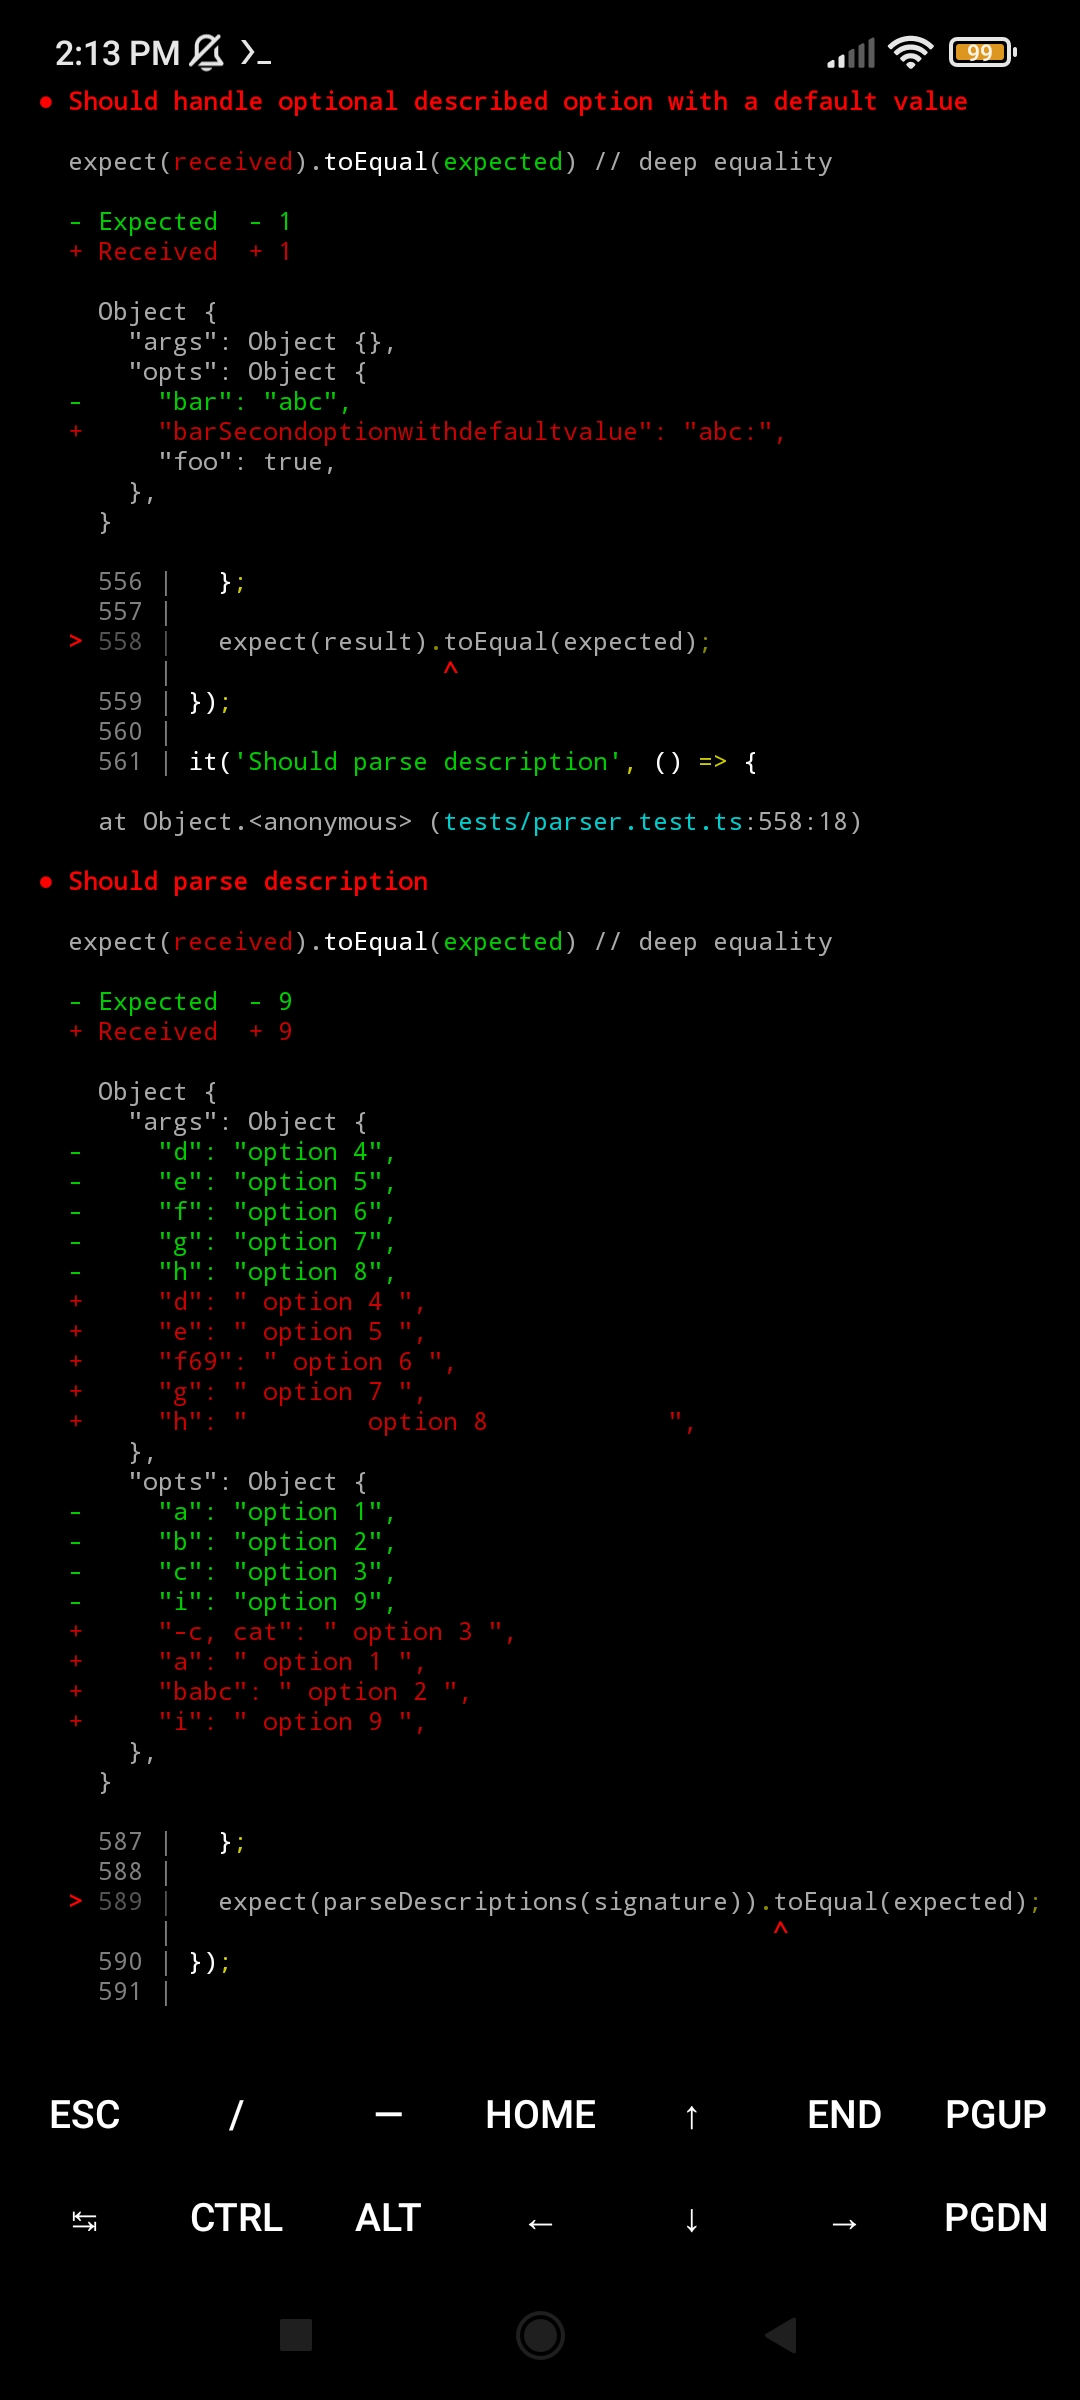 2:13 PM
99
● Should handle optional described option with a default value
expect(received).toEqual(expected) // deep equality
- Expected  - 1
+ Received  + 1
Object {
"args": Object {},
"opts": Object {
-     "bar": "abc",
+     "barSecondoptionwithdefaultvalue": "abc:",
"foo": true,
},
}
556 |   };
557 |
> 558 |   expect(result).toEqual(expected);
|                  ^
559 | });
560 |
561 | it('Should parse description', () => {
at Object.<anonymous> (tests/parser.test.ts:558:18)
● Should parse description
expect(received).toEqual(expected) // deep equality
- Expected  - 9
+ Received  + 9
Object {
"args": Object {
-     "d": "option 4",
-     "e": "option 5",
-     "f": "option 6",
-     "g": "option 7",
-     "h": "option 8",
+     "d": " option 4 ",
+     "e": " option 5 ",
+     "f69": " option 6 ",
+     "g": " option 7 ",
+     "h": "        option 8            ",
},
"opts": Object {
-     "a": "option 1",
-     "b": "option 2",
-     "c": "option 3",
-     "i": "option 9",
+     "-c, cat": " option 3 ",
+     "a": " option 1 ",
+     "babc": " option 2 ",
+     "i": " option 9 ",
},
}
587 |   };
588 |
> 589 |   expect(parseDescriptions(signature)).toEqual(expected);
|                                        ^
590 | });
591 |
ESC / — HOME ↑ END PGUP
↹ CTRL ALT ← ↓ → PGDN